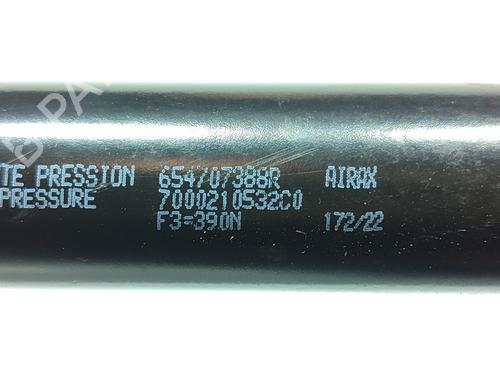 TE PRESSION 654707388R AIRAX
PRESSURE 7000210532C0
F3=390N 172/22